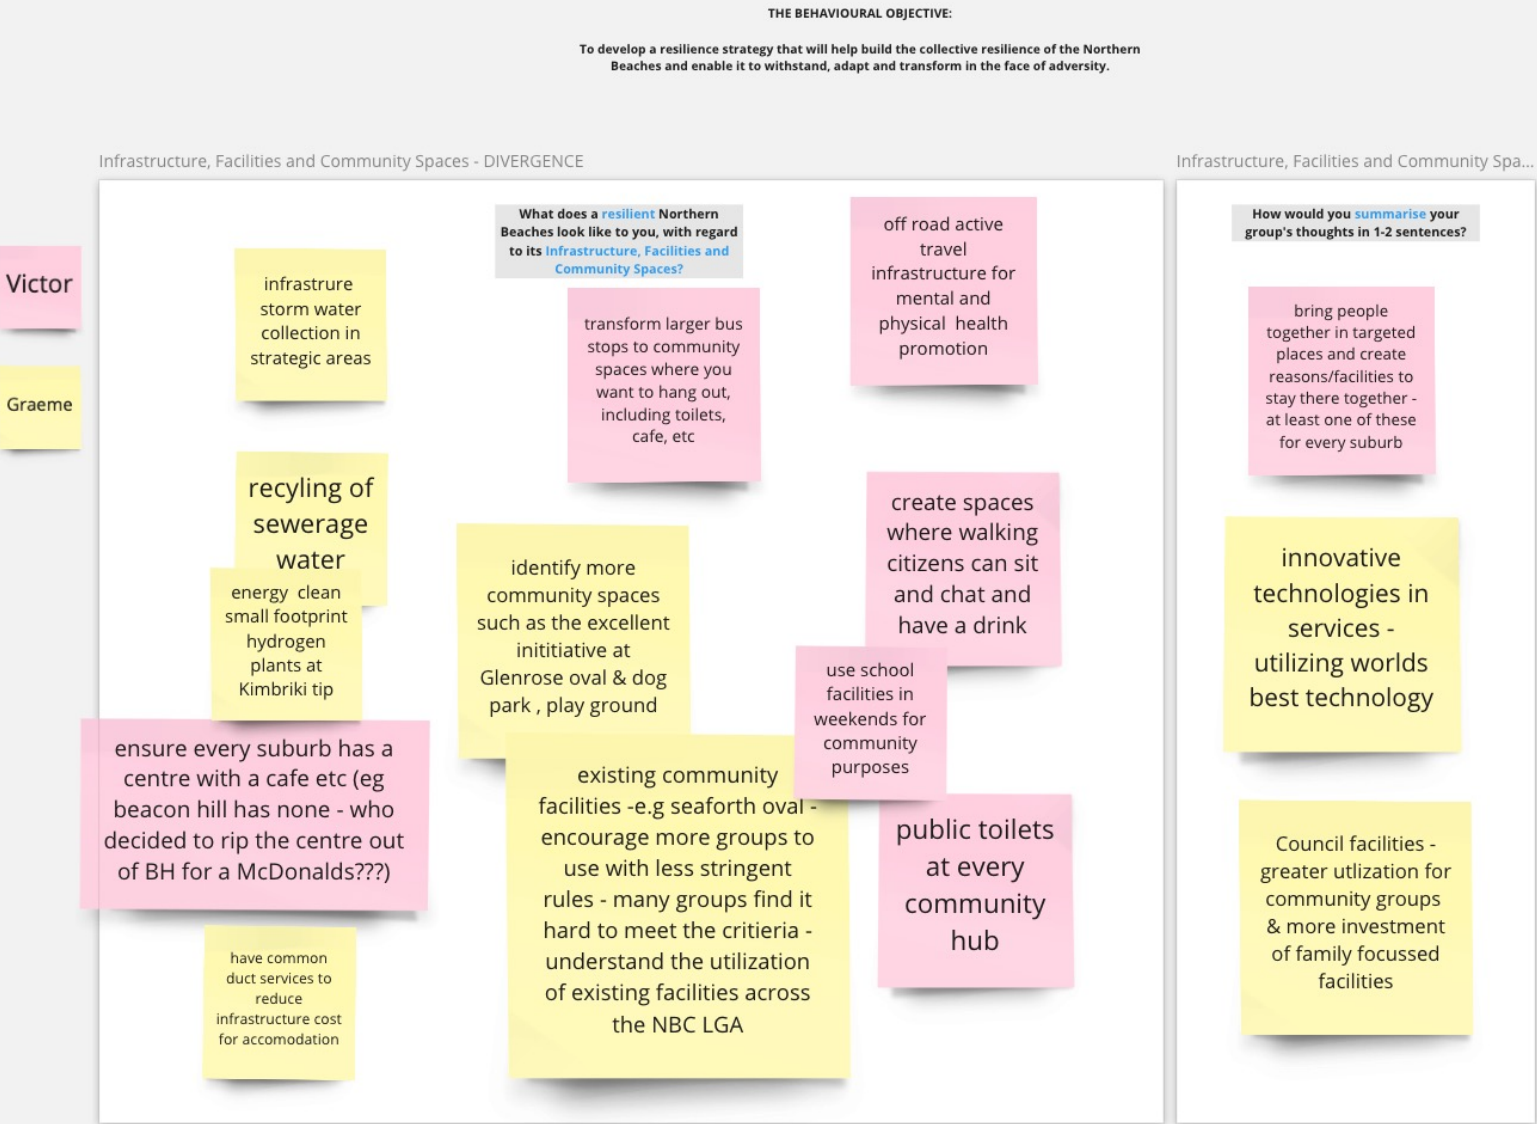 THE BEHAVIOURAL OBJECTIVE:
To develop a resilience strategy that will help build the collective resilience of the Northern
Beaches and enable it to withstand, adapt and transform in the face of adversity.
Infrastructure, Facilities and Community Spaces - DIVERGENCE
Infrastructure, Facilities and Community Spa...
Victor
Graeme
What does a resilient Northern
Beaches look like to you, with regard
to its Infrastructure, Facilities and
Community Spaces?
infrastrure
storm water
collection in
strategic areas
transform larger bus
stops to community
spaces where you
want to hang out,
including toilets,
cafe, etc
off road active
travel
infrastructure for
mental and
physical health
promotion
recyling of
sewerage
water
energy clean
small footprint
hydrogen
plants at
Kimbriki tip
identify more
community spaces
such as the excellent
inititiative at
Glenrose oval & dog
park , play ground
create spaces
where walking
citizens can sit
and chat and
have a drink
use school
facilities in
weekends for
community
purposes
ensure every suburb has a
centre with a cafe etc (eg
beacon hill has none - who
decided to rip the centre out
of BH for a McDonalds???)
existing community
facilities -e.g seaforth oval -
encourage more groups to
use with less stringent
rules - many groups find it
hard to meet the critieria -
understand the utilization
of existing facilities across
the NBC LGA
public toilets
at every
community
hub
have common
duct services to
reduce
infrastructure cost
for accomodation
How would you summarise your
group's thoughts in 1-2 sentences?
bring people
together in targeted
places and create
reasons/facilities to
stay there together -
at least one of these
for every suburb
innovative
technologies in
services -
utilizing worlds
best technology
Council facilities -
greater utlization for
community groups
& more investment
of family focussed
facilities